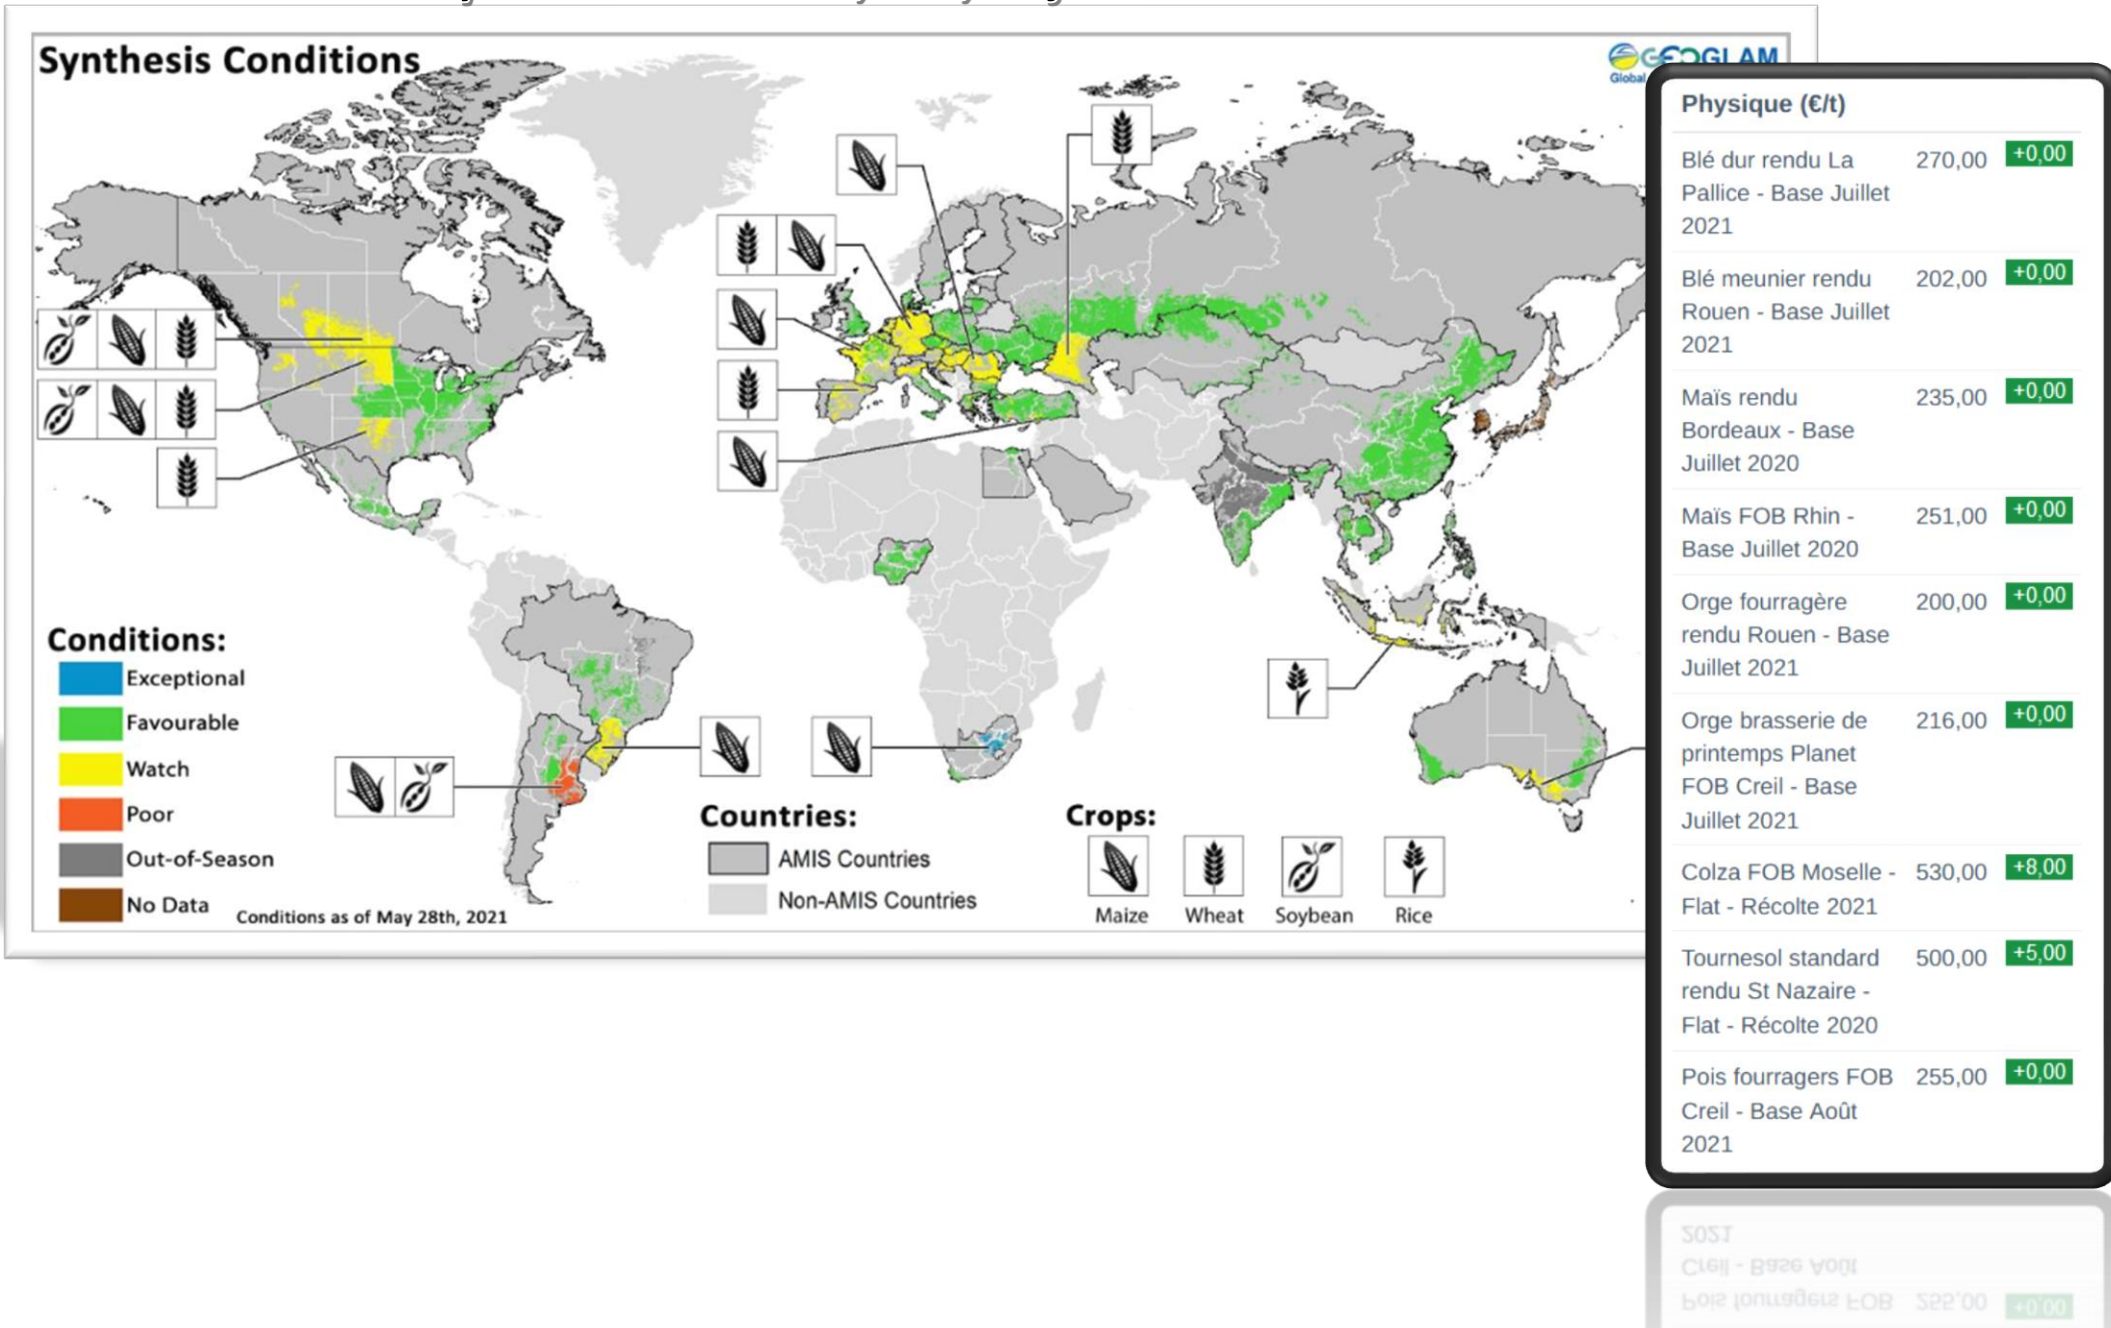 Synthesis Conditions
GEOGLAM
Global
Conditions:
Exceptional
Favourable
Watch
Poor
Out-of-Season
No Data
Conditions as of May 28th, 2021
Countries:
AMIS Countries
Non-AMIS Countries
Crops:
Maize
Wheat
Soybean
Rice
Physique (€/t)
Blé dur rendu La 270,00 +0,00
Pallice - Base Juillet
2021
Blé meunier rendu 202,00 +0,00
Rouen - Base Juillet
2021
Maïs rendu 235,00 +0,00
Bordeaux - Base
Juillet 2020
Maïs FOB Rhin - 251,00 +0,00
Base Juillet 2020
Orge fourragère 200,00 +0,00
rendu Rouen - Base
Juillet 2021
Orge brasserie de 216,00 +0,00
printemps Planet
FOB Creil - Base
Juillet 2021
Colza FOB Moselle - 530,00 +8,00
Flat - Récolte 2021
Tournesol standard 500,00 +5,00
rendu St Nazaire -
Flat - Récolte 2020
Pois fourragers FOB 255,00 +0,00
Creil - Base Août
2021